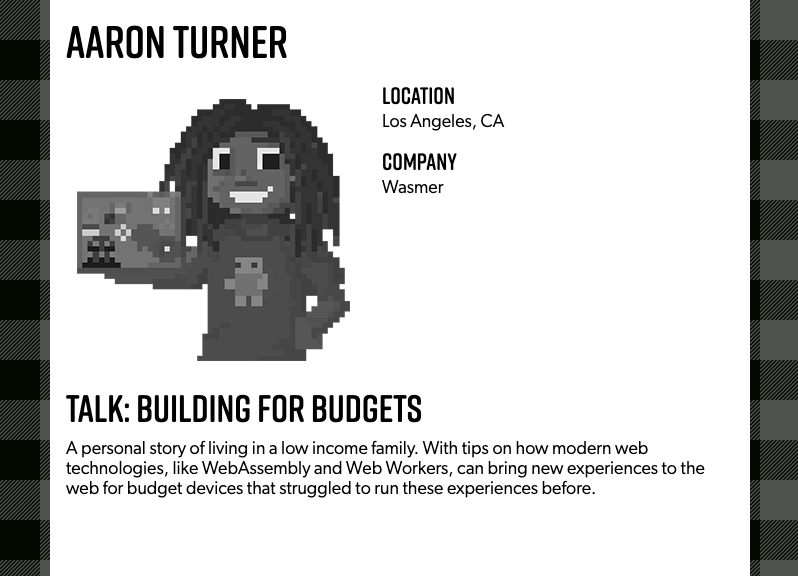 AARON TURNER
LOCATION
Los Angeles, CA
COMPANY
Wasmer
TALK: BUILDING FOR BUDGETS
A personal story of living in a low income family. With tips on how modern web
technologies, like WebAssembly and Web Workers, can bring new experiences to the
web for budget devices that struggled to run these experiences before.